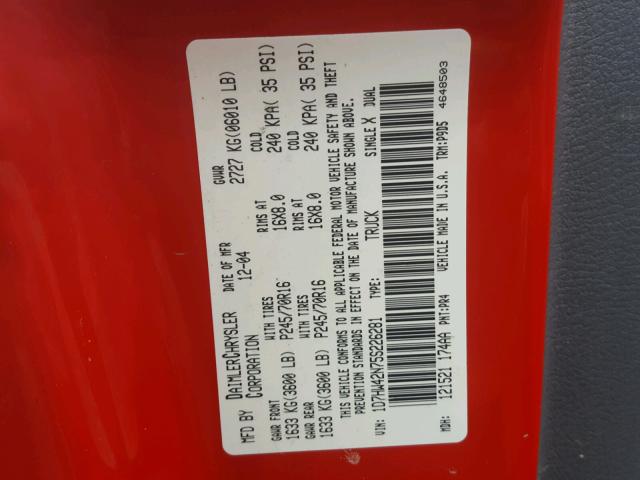 MFD BY DAIMLERCHRYSLER CORPORATION DATE OF MFR 12-04 GVWR 2727 KG(06010 LB)
GAWR FRONT WITH TIRES RIMS AT COLD
1633 KG(3600 LB) P245/70R16 16X8.0 240 KPA( 35 PSI)
GAWR REAR WITH TIRES RIMS AT COLD
1633 KG(3600 LB) P245/70R16 16X8.0 240 KPA( 35 PSI)
THIS VEHICLE CONFORMS TO ALL APPLICABLE FEDERAL MOTOR VEHICLE SAFETY AND THEFT
PREVENTION STANDARDS IN EFFECT ON THE DATE OF MANUFACTURE SHOWN ABOVE.
VIN: 1D7HW42N75S226281 TYPE: TRUCK SINGLE X DUAL
MDH: 121521 174AA PNT:PR4 VEHICLE MADE IN U.S.A. TRM:P9D5
4648503